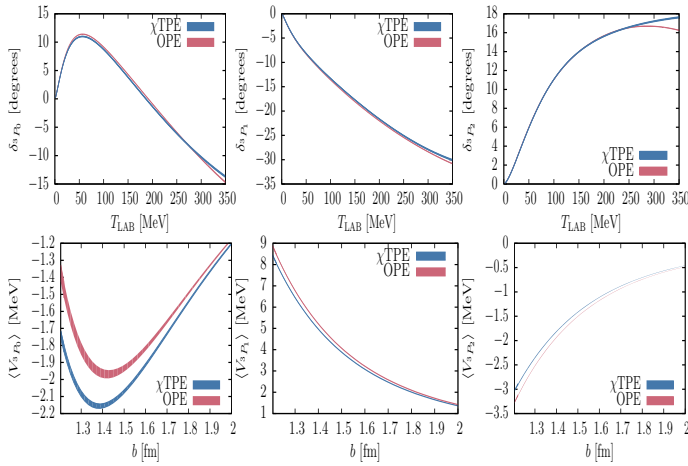 δ³P₀ [degrees]
15
10
5
0
−5
−10
−15
χTPE
OPE
0 50 100 150 200 250 300 350
T_LAB [MeV]
δ³P₁ [degrees]
0
−5
−10
−15
−20
−25
−30
−35
χTPE
OPE
0 50 100 150 200 250 300 350
T_LAB [MeV]
δ³P₂ [degrees]
18
16
14
12
10
8
6
4
2
0
χTPE
OPE
0 50 100 150 200 250 300 350
T_LAB [MeV]
⟨V³P₀⟩ [MeV]
−1.2
−1.3
−1.4
−1.5
−1.6
−1.7
−1.8
−1.9
−2
−2.1
−2.2
χTPE
OPE
1.3 1.4 1.5 1.6 1.7 1.8 1.9 2
b [fm]
⟨V³P₁⟩ [MeV]
9
8
7
6
5
4
3
2
1
χTPE
OPE
1.3 1.4 1.5 1.6 1.7 1.8 1.9 2
b [fm]
⟨V³P₂⟩ [MeV]
0
−0.5
−1
−1.5
−2
−2.5
−3
−3.5
χTPE
OPE
1.3 1.4 1.5 1.6 1.7 1.8 1.9 2
b [fm]